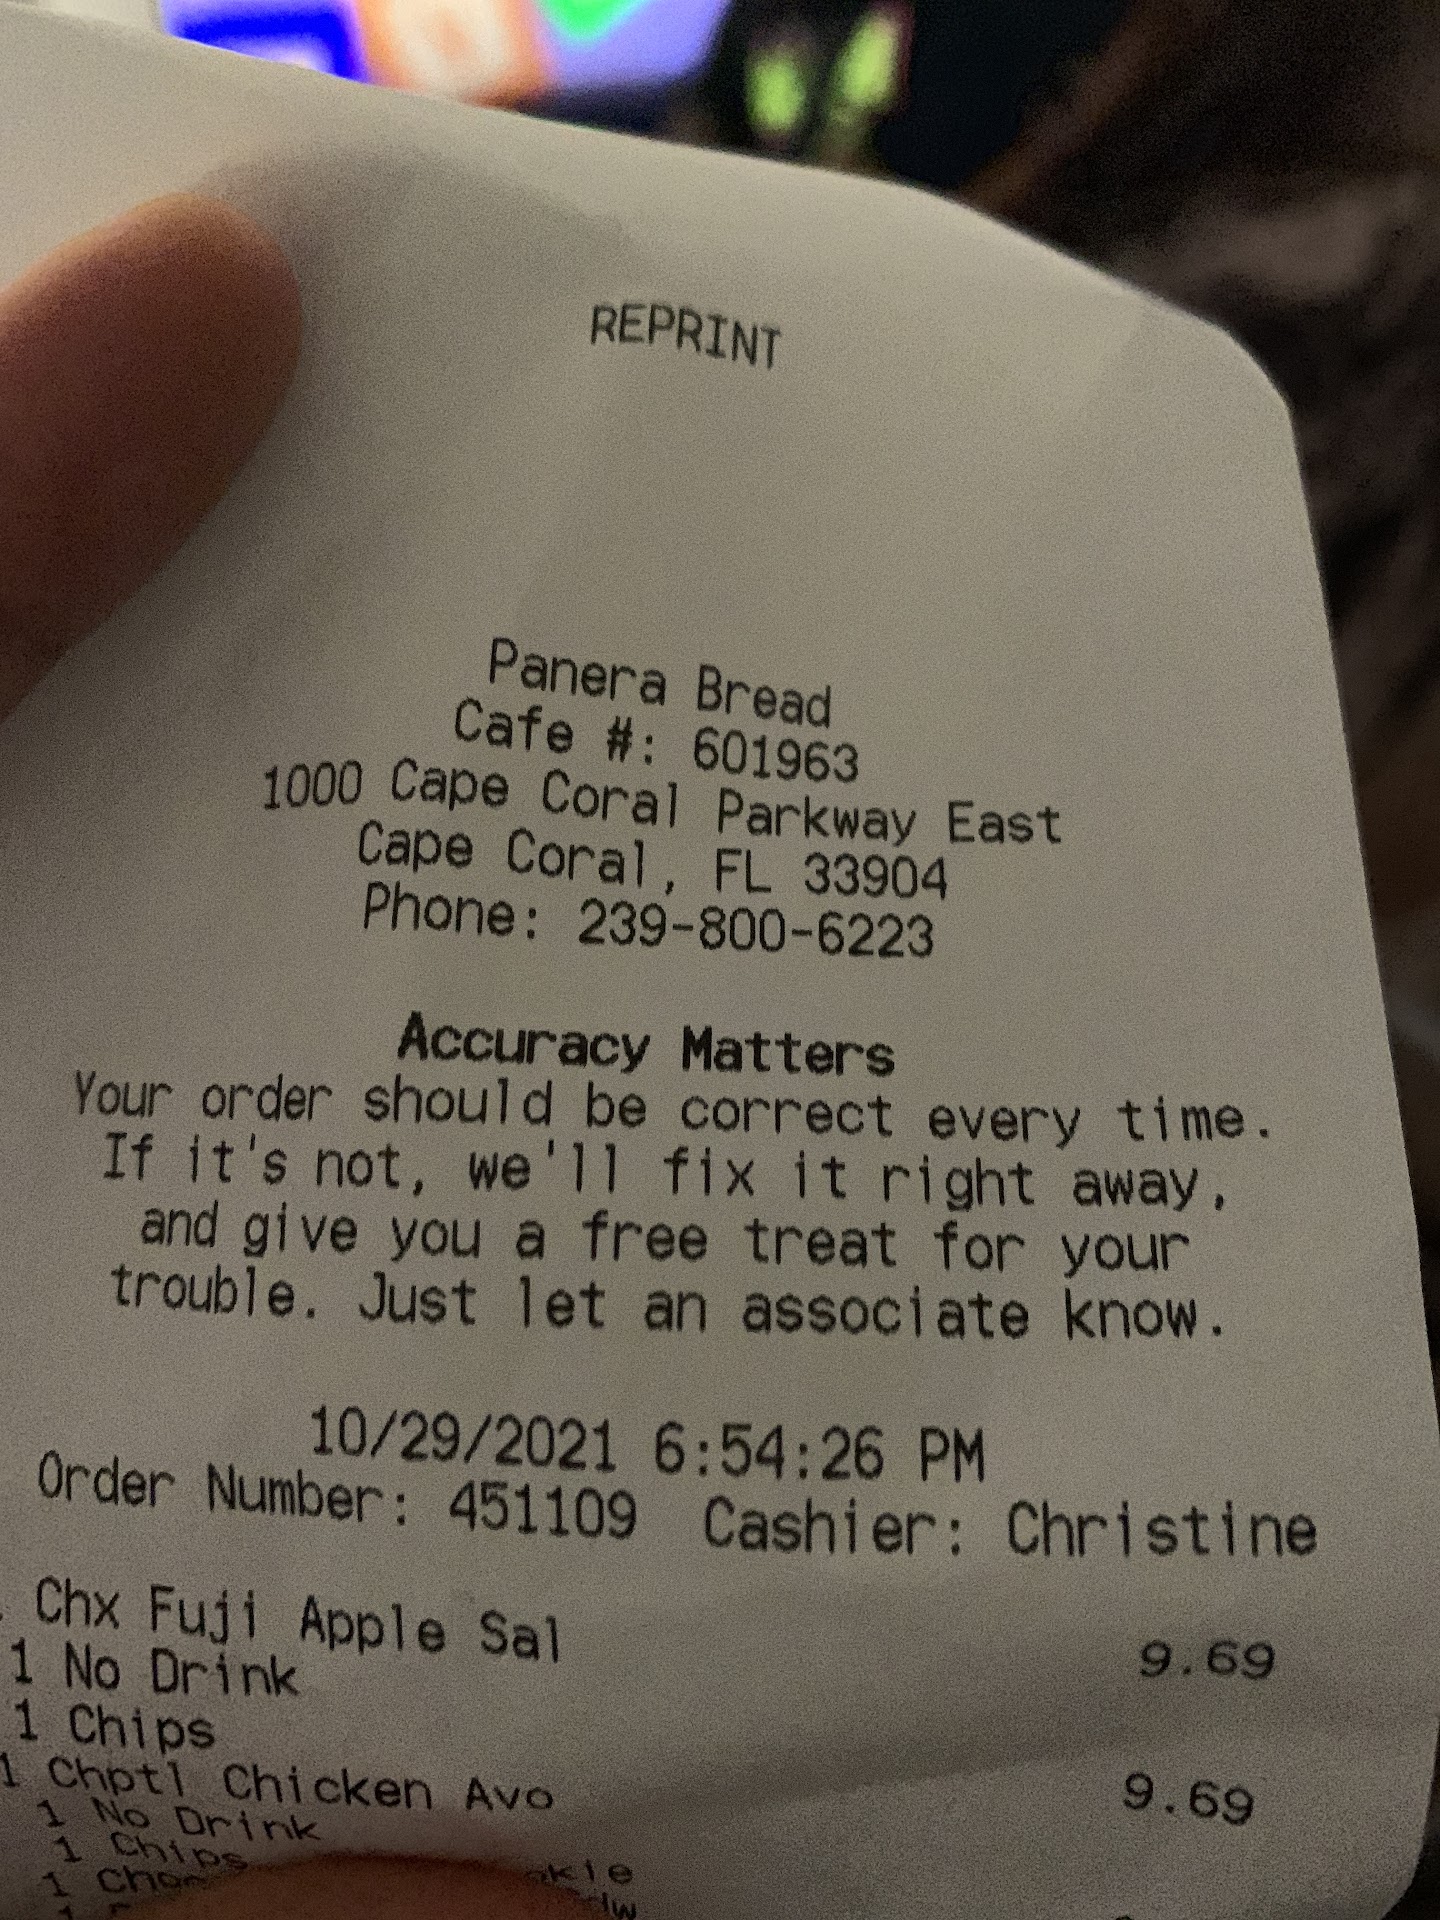 REPRINT
Panera Bread
Cafe #: 601963
1000 Cape Coral Parkway East
Cape Coral, FL 33904
Phone: 239-800-6223
Accuracy Matters
Your order should be correct every time.
If it's not, we'll fix it right away,
and give you a free treat for your
trouble. Just let an associate know.
10/29/2021 6:54:26 PM
Order Number: 451109 Cashier: Christine
Chx Fuji Apple Sal 9.69
1 No Drink
1 Chips
1 Chptl Chicken Avo 9.69
1 No Drink
1 Chips
1